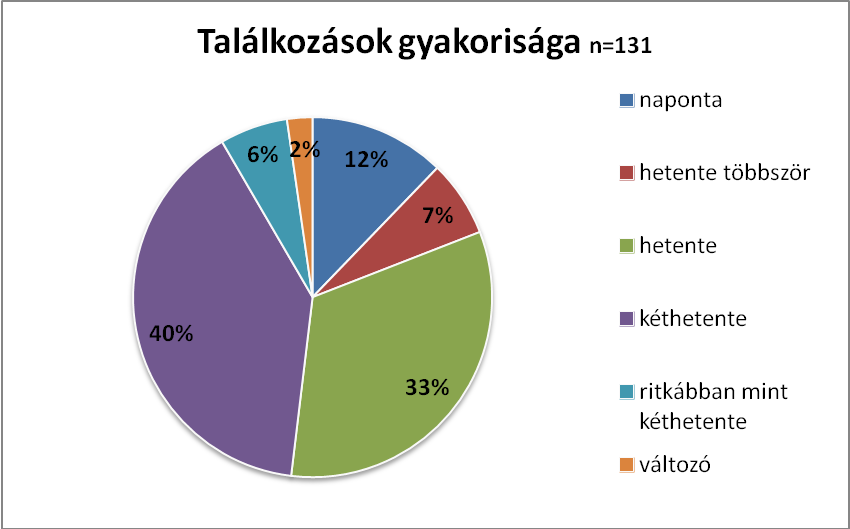 Találkozások gyakorisága n=131
naponta
hetente többször
hetente
kéthetente
ritkábban mint
kéthetente
változó
12%
7%
33%
40%
6%
2%